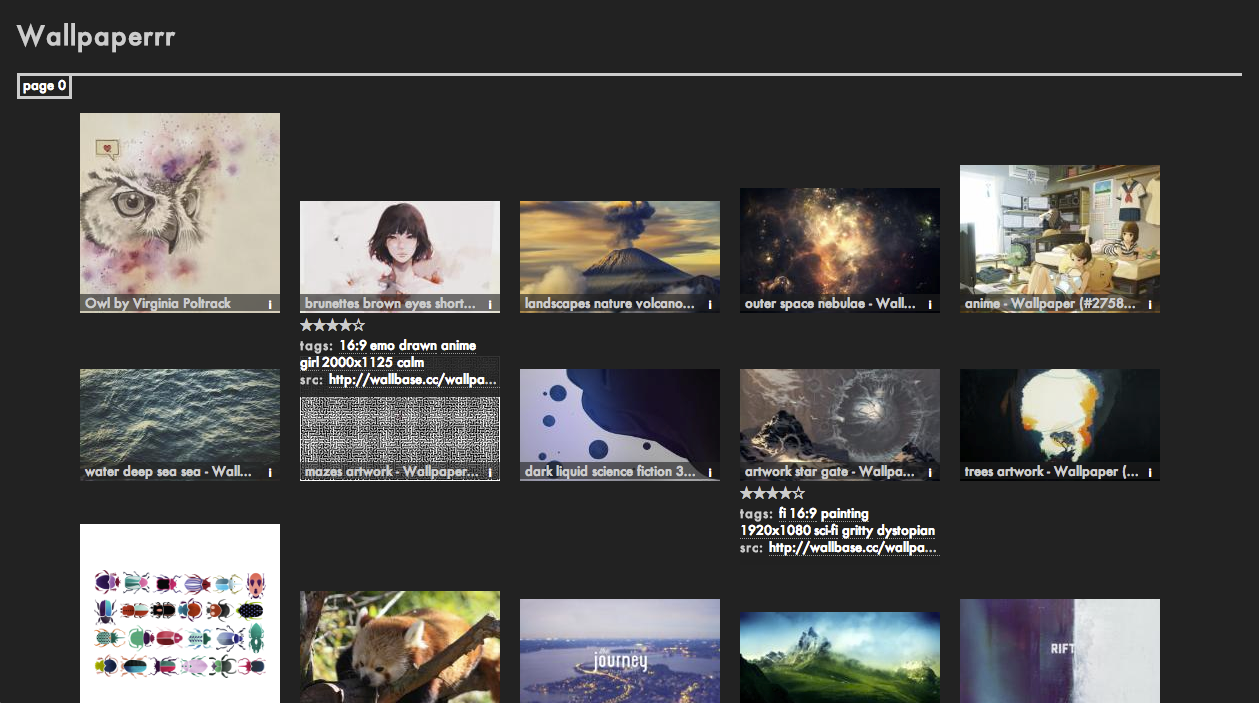 Wallpaperrr
page 0
Owl by Virginia Poltrack i
brunettes brown eyes short... i
landscapes nature volcano... i
outer space nebulae - Wall... i
anime - Wallpaper (#2758... i
★★★★☆
tags: 16:9 emo drawn anime
girl 2000x1125 calm
src: http://wallbase.cc/wallpa...
water deep sea sea - Wall... i
mazes artwork - Wallpaper... i
dark liquid science fiction 3... i
artwork star gate - Wallpa... i
trees artwork - Wallpaper (... i
★★★★☆
tags: fi 16:9 painting
1920x1080 sci-fi gritty dystopian
src: http://wallbase.cc/wallpa...
the
journey
RIFT